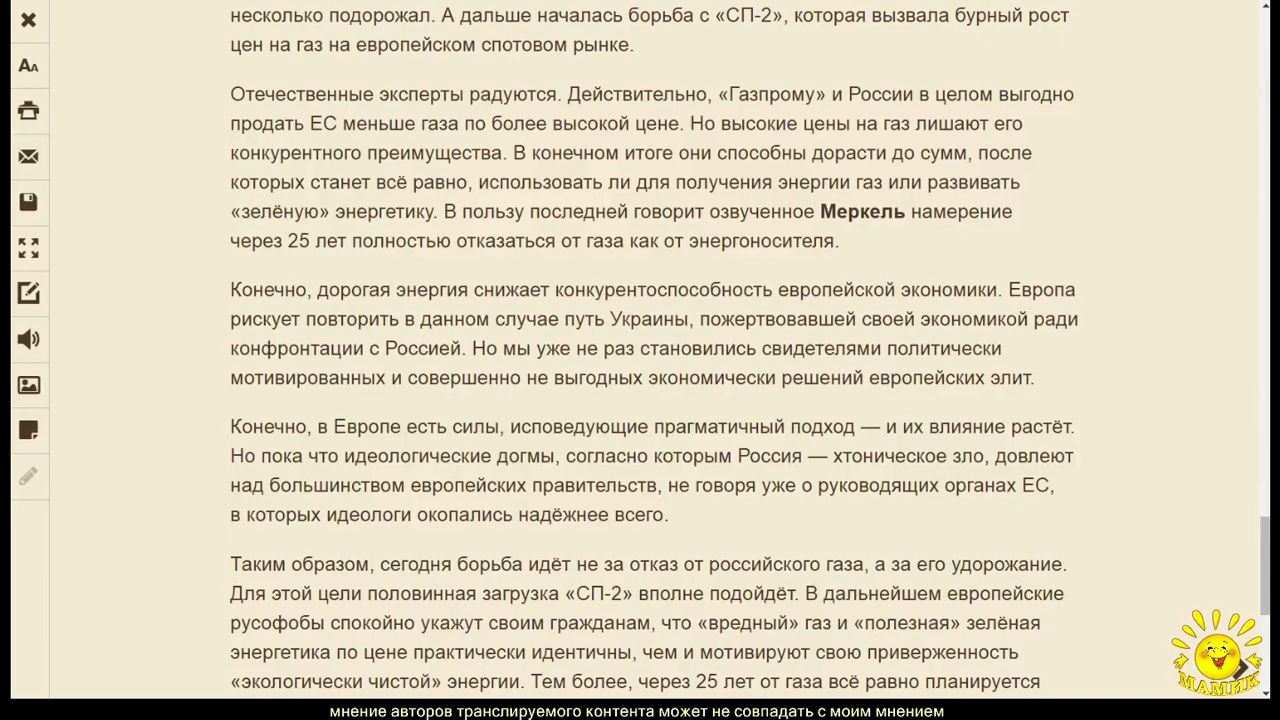 несколько подорожал. А дальше началась борьба с «СП-2», которая вызвала бурный рост
цен на газ на европейском спотовом рынке.
Отечественные эксперты радуются. Действительно, «Газпрому» и России в целом выгодно
продать ЕС меньше газа по более высокой цене. Но высокие цены на газ лишают его
конкурентного преимущества. В конечном итоге они способны дорасти до сумм, после
которых станет всё равно, использовать ли для получения энергии газ или развивать
«зелёную» энергетику. В пользу последней говорит озвученное Меркель намерение
через 25 лет полностью отказаться от газа как от энергоносителя.
Конечно, дорогая энергия снижает конкурентоспособность европейской экономики. Европа
рискует повторить в данном случае путь Украины, пожертвовавшей своей экономикой ради
конфронтации с Россией. Но мы уже не раз становились свидетелями политически
мотивированных и совершенно не выгодных экономически решений европейских элит.
Конечно, в Европе есть силы, исповедующие прагматичный подход — и их влияние растёт.
Но пока что идеологические догмы, согласно которым Россия — хтоническое зло, довлеют
над большинством европейских правительств, не говоря уже о руководящих органах ЕС,
в которых идеологи окопались надёжнее всего.
Таким образом, сегодня борьба идёт не за отказ от российского газа, а за его удорожание.
Для этой цели половинная загрузка «СП-2» вполне подойдёт. В дальнейшем европейские
русофобы спокойно укажут своим гражданам, что «вредный» газ и «полезная» зелёная
энергетика по цене практически идентичны, чем и мотивируют свою приверженность
«экологически чистой» энергии. Тем более, через 25 лет от газа всё равно планируется
МАМИК
мнение авторов транслируемого контента может не совпадать с моим мнением